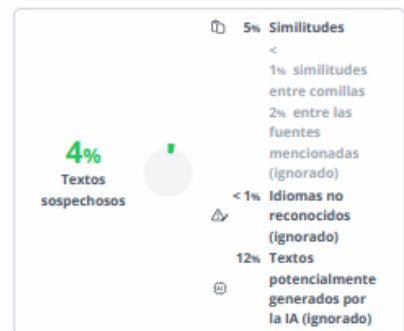 5% Similitudes
<
1% similitudes
entre comillas
2% entre las
fuentes
mencionadas
(ignorado)
4%
Textos
sospechosos
< 1% Idiomas no
reconocidos
(ignorado)
12% Textos
potencialmente
generados por
la IA (ignorado)